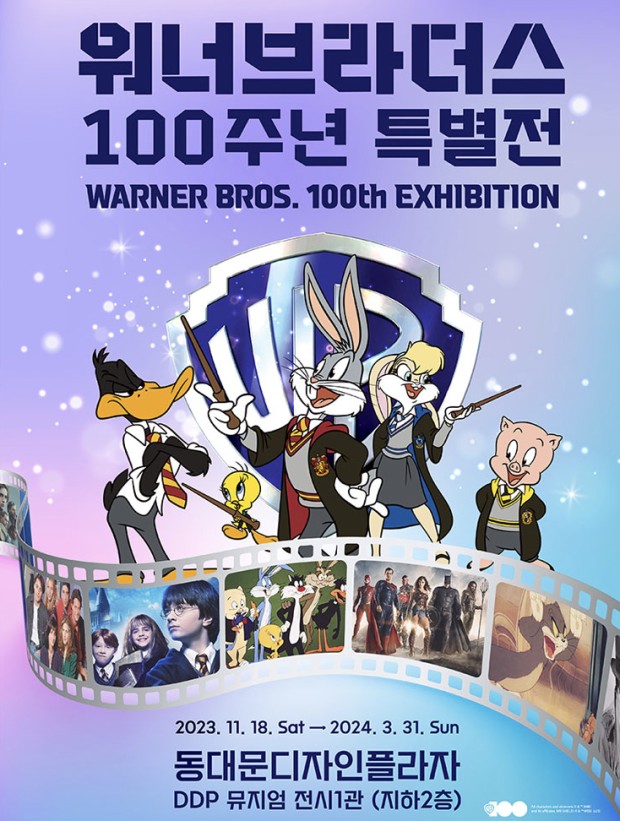 워너브라더스
100주년 특별전
WARNER BROS. 100th EXHIBITION
2023. 11. 18. Sat → 2024. 3. 31. Sun
동대문디자인플라자
DDP 뮤지엄 전시1관 (지하2층)
100